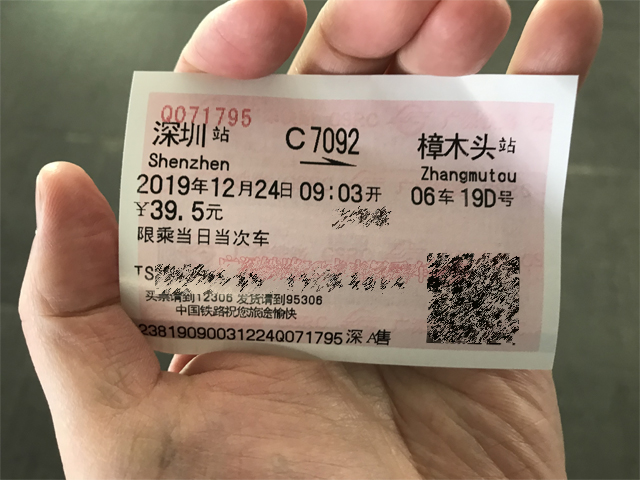 Q071795
深圳站 C7092 樟木头站
Shenzhen Zhangmutou
2019年12月24日09:03开 06车19D号
￥39.5元
限乘当日当次车
TS
买票请到12306 发货请到95306
中国铁路祝您旅途愉快
23819090031224Q071795 深A售